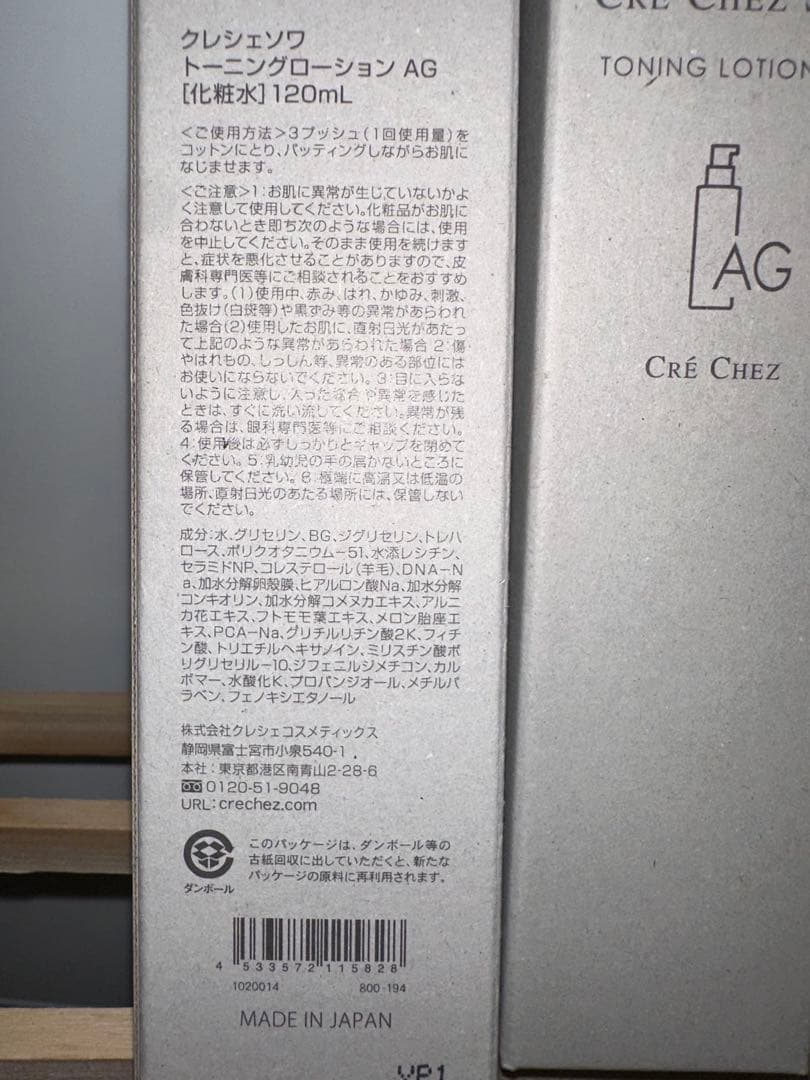 クレシェソワ
トーニングローション AG
[化粧水]120mL
<ご使用方法>3プッシュ(1回使用量)を
コットンにとり、パッティングしながらお肌に
なじませます。
<ご注意>1:お肌に異常が生じていないかよ
く注意して使用してください。化粧品がお肌に
合わないとき即ち次のような場合には、使用
を中止してください。そのまま使用を続けます
と、症状を悪化させることがありますので、皮
膚科専門医等にご相談されることをおすすめ
します。(1)使用中、赤み、はれ、かゆみ、刺激、
色抜け(白斑等)や黒ずみ等の異常があらわれ
た場合(2)使用したお肌に、直射日光があたっ
て上記のような異常があらわれた場合 2:傷
やはれもの、しっしん等、異常のある部位には
お使いにならないでください。3:目に入らな
いように注意し、入った場合や異常を感じた
ときは、すぐに洗い流してください。異常が残
る場合は、眼科専門医等にご相談ください。
4:使用後は必ずしっかりとキャップを閉めて
ください。5:乳幼児の手の届かないところに
保管してください。6:極端に高温又は低温の
場所、直射日光のあたる場所には、保管しない
でください。
成分:水、グリセリン、BG、ジグリセリン、トレハ
ロース、ポリクオタニウム-51、水添レシチン、
セラミドNP、コレステロール(羊毛)、DNA-N
a、加水分解卵殻膜、ヒアルロン酸Na、加水分解
コンキオリン、加水分解コメヌカエキス、アルニ
カ花エキス、フトモモ葉エキス、メロン胎座エ
キス、PCA-Na、グリチルリチン酸2K、フィチ
ン酸、トリエチルヘキサノイン、ミリスチン酸ポ
リグリセリル-10、ジフェニルジメチコン、カル
ボマー、水酸化K、プロパンジオール、メチルパ
ラベン、フェノキシエタノール
株式会社クレシェコスメティックス
静岡県富士宮市小泉540-1
本社:東京都港区南青山2-28-6
0120-51-9048
URL:crechez.com
このパッケージは、ダンボール等の
古紙回収に出していただくと、新たな
パッケージの原料に再利用されます。
ダンボール
4 533572 115828
1020014 800-194
MADE IN JAPAN
VP1
CRÉ CHEZ
TONING LOTION
AG
CRÉ CHEZ